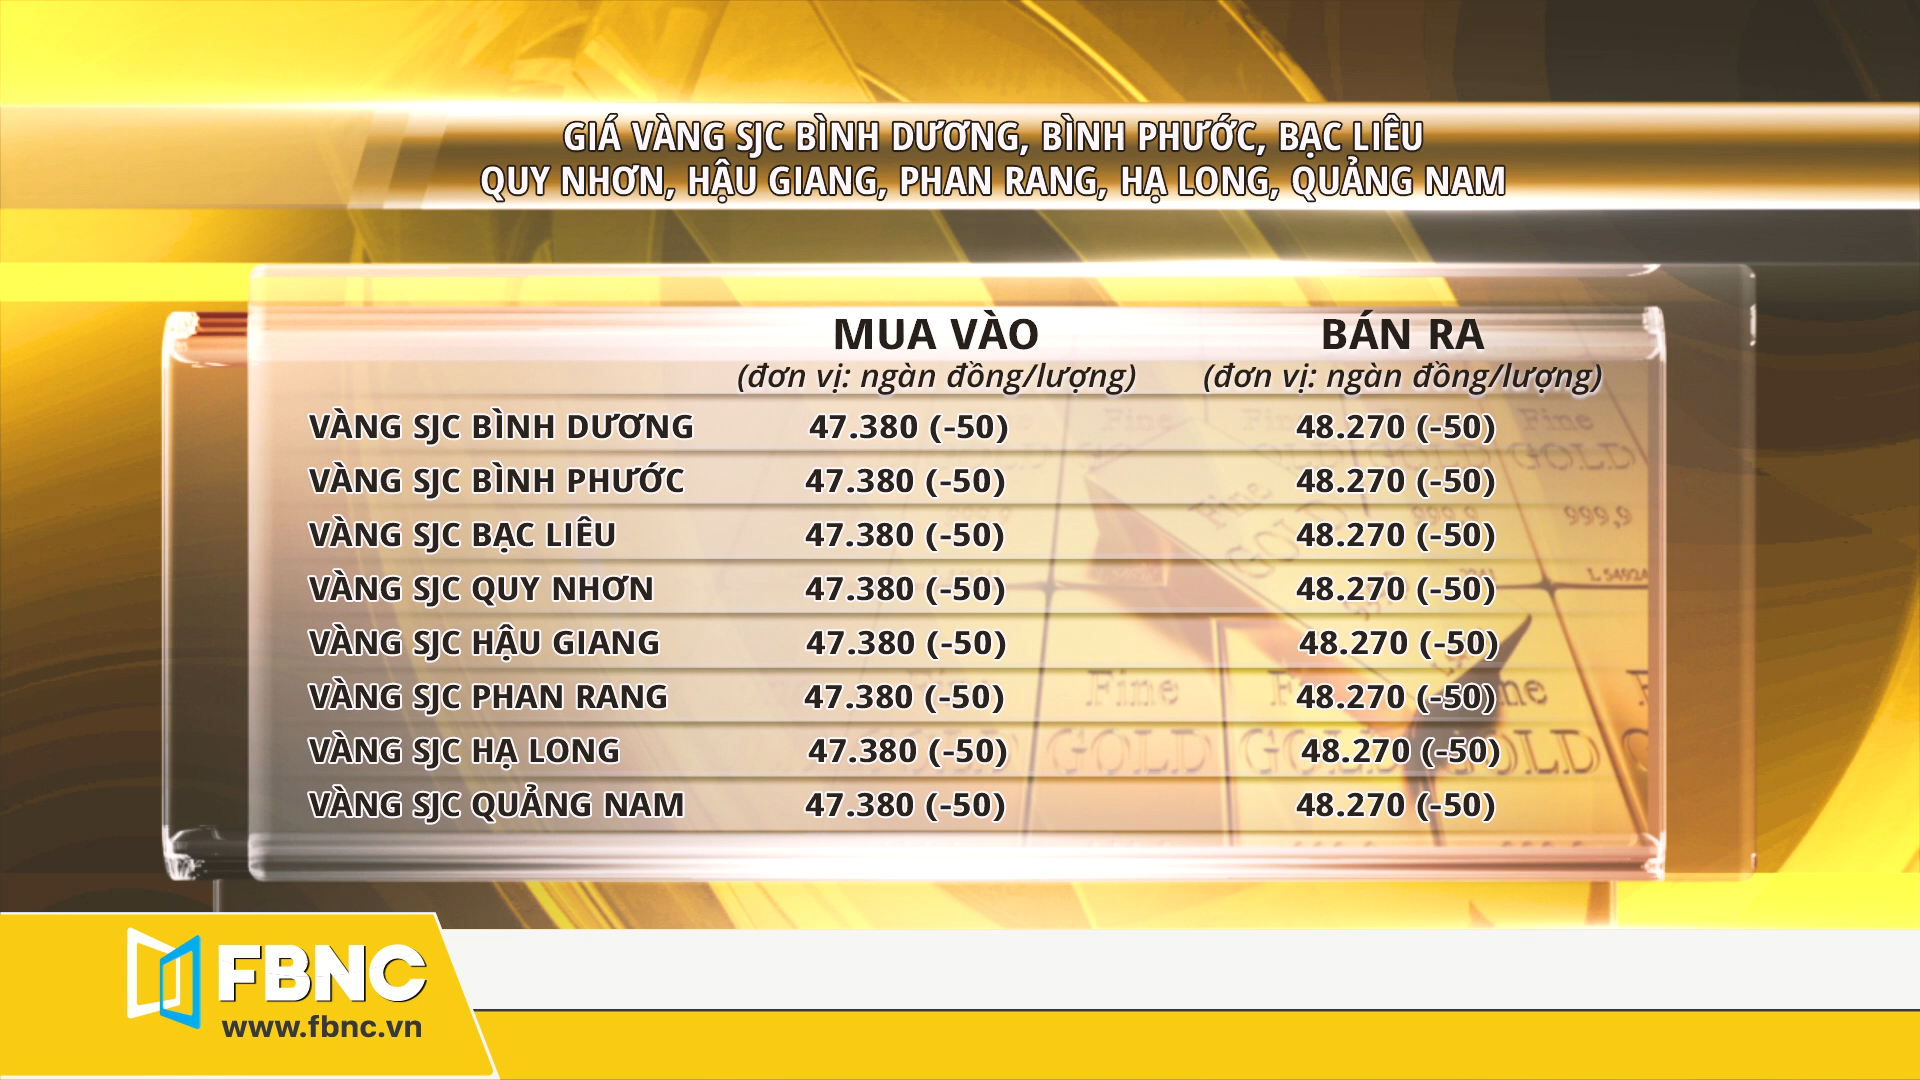 GIÁ VÀNG SJC BÌNH DƯƠNG, BÌNH PHƯỚC, BẠC LIÊU
QUY NHƠN, HẬU GIANG, PHAN RANG, HẠ LONG, QUẢNG NAM
MUA VÀO BÁN RA
(đơn vị: ngàn đồng/lượng) (đơn vị: ngàn đồng/lượng)
VÀNG SJC BÌNH DƯƠNG 47.380 (-50) 48.270 (-50)
VÀNG SJC BÌNH PHƯỚC 47.380 (-50) 48.270 (-50)
VÀNG SJC BẠC LIÊU 47.380 (-50) 48.270 (-50)
VÀNG SJC QUY NHƠN 47.380 (-50) 48.270 (-50)
VÀNG SJC HẬU GIANG 47.380 (-50) 48.270 (-50)
VÀNG SJC PHAN RANG 47.380 (-50) 48.270 (-50)
VÀNG SJC HẠ LONG 47.380 (-50) 48.270 (-50)
VÀNG SJC QUẢNG NAM 47.380 (-50) 48.270 (-50)
FBNC
www.fbnc.vn